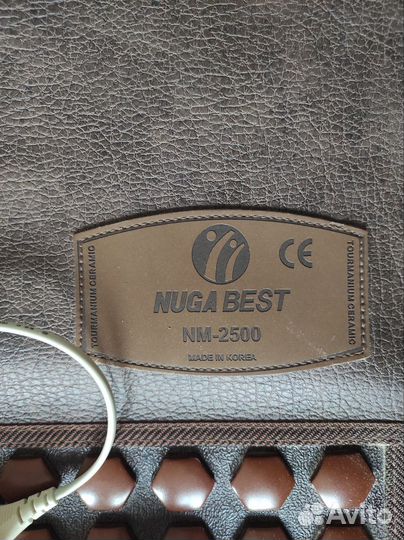 TOURMANIUM CERAMIC
CE
NUGA BEST
NM-2500
MADE IN KOREA
TOURMANIUM CERAMIC
Avito